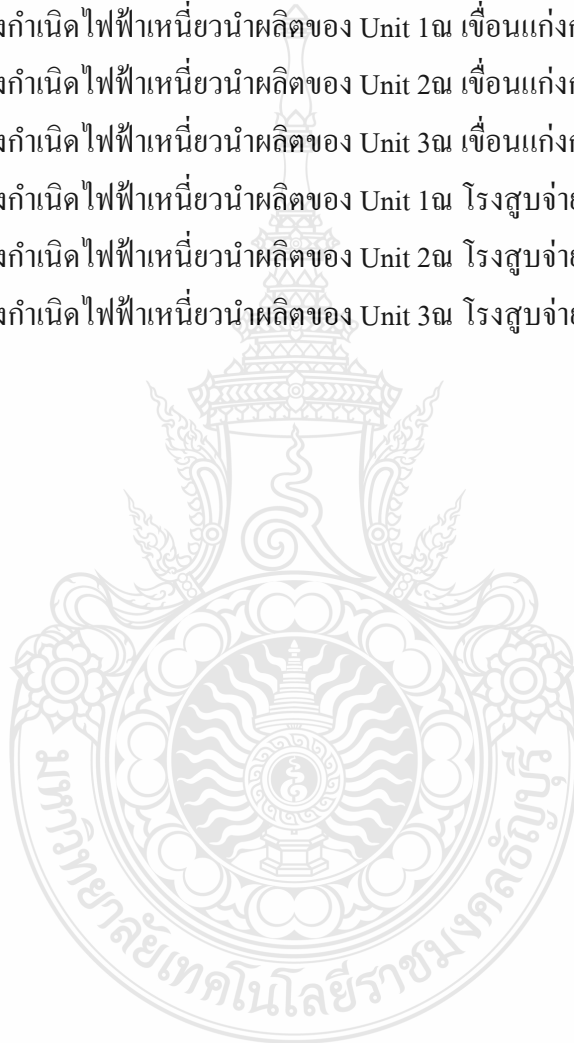 งกำเนิดไฟฟ้าเหนี่ยวนำผลิตของ Unit 1ณ เขื่อนแก่งก
งกำเนิดไฟฟ้าเหนี่ยวนำผลิตของ Unit 2ณ เขื่อนแก่งก
งกำเนิดไฟฟ้าเหนี่ยวนำผลิตของ Unit 3ณ เขื่อนแก่งก
งกำเนิดไฟฟ้าเหนี่ยวนำผลิตของ Unit 1ณ โรงสูบจ่าย
งกำเนิดไฟฟ้าเหนี่ยวนำผลิตของ Unit 2ณ โรงสูบจ่าย
งกำเนิดไฟฟ้าเหนี่ยวนำผลิตของ Unit 3ณ โรงสูบจ่าย
มหาวิทยาลัยเทคโนโลยีราชมงคลธัญบุรี